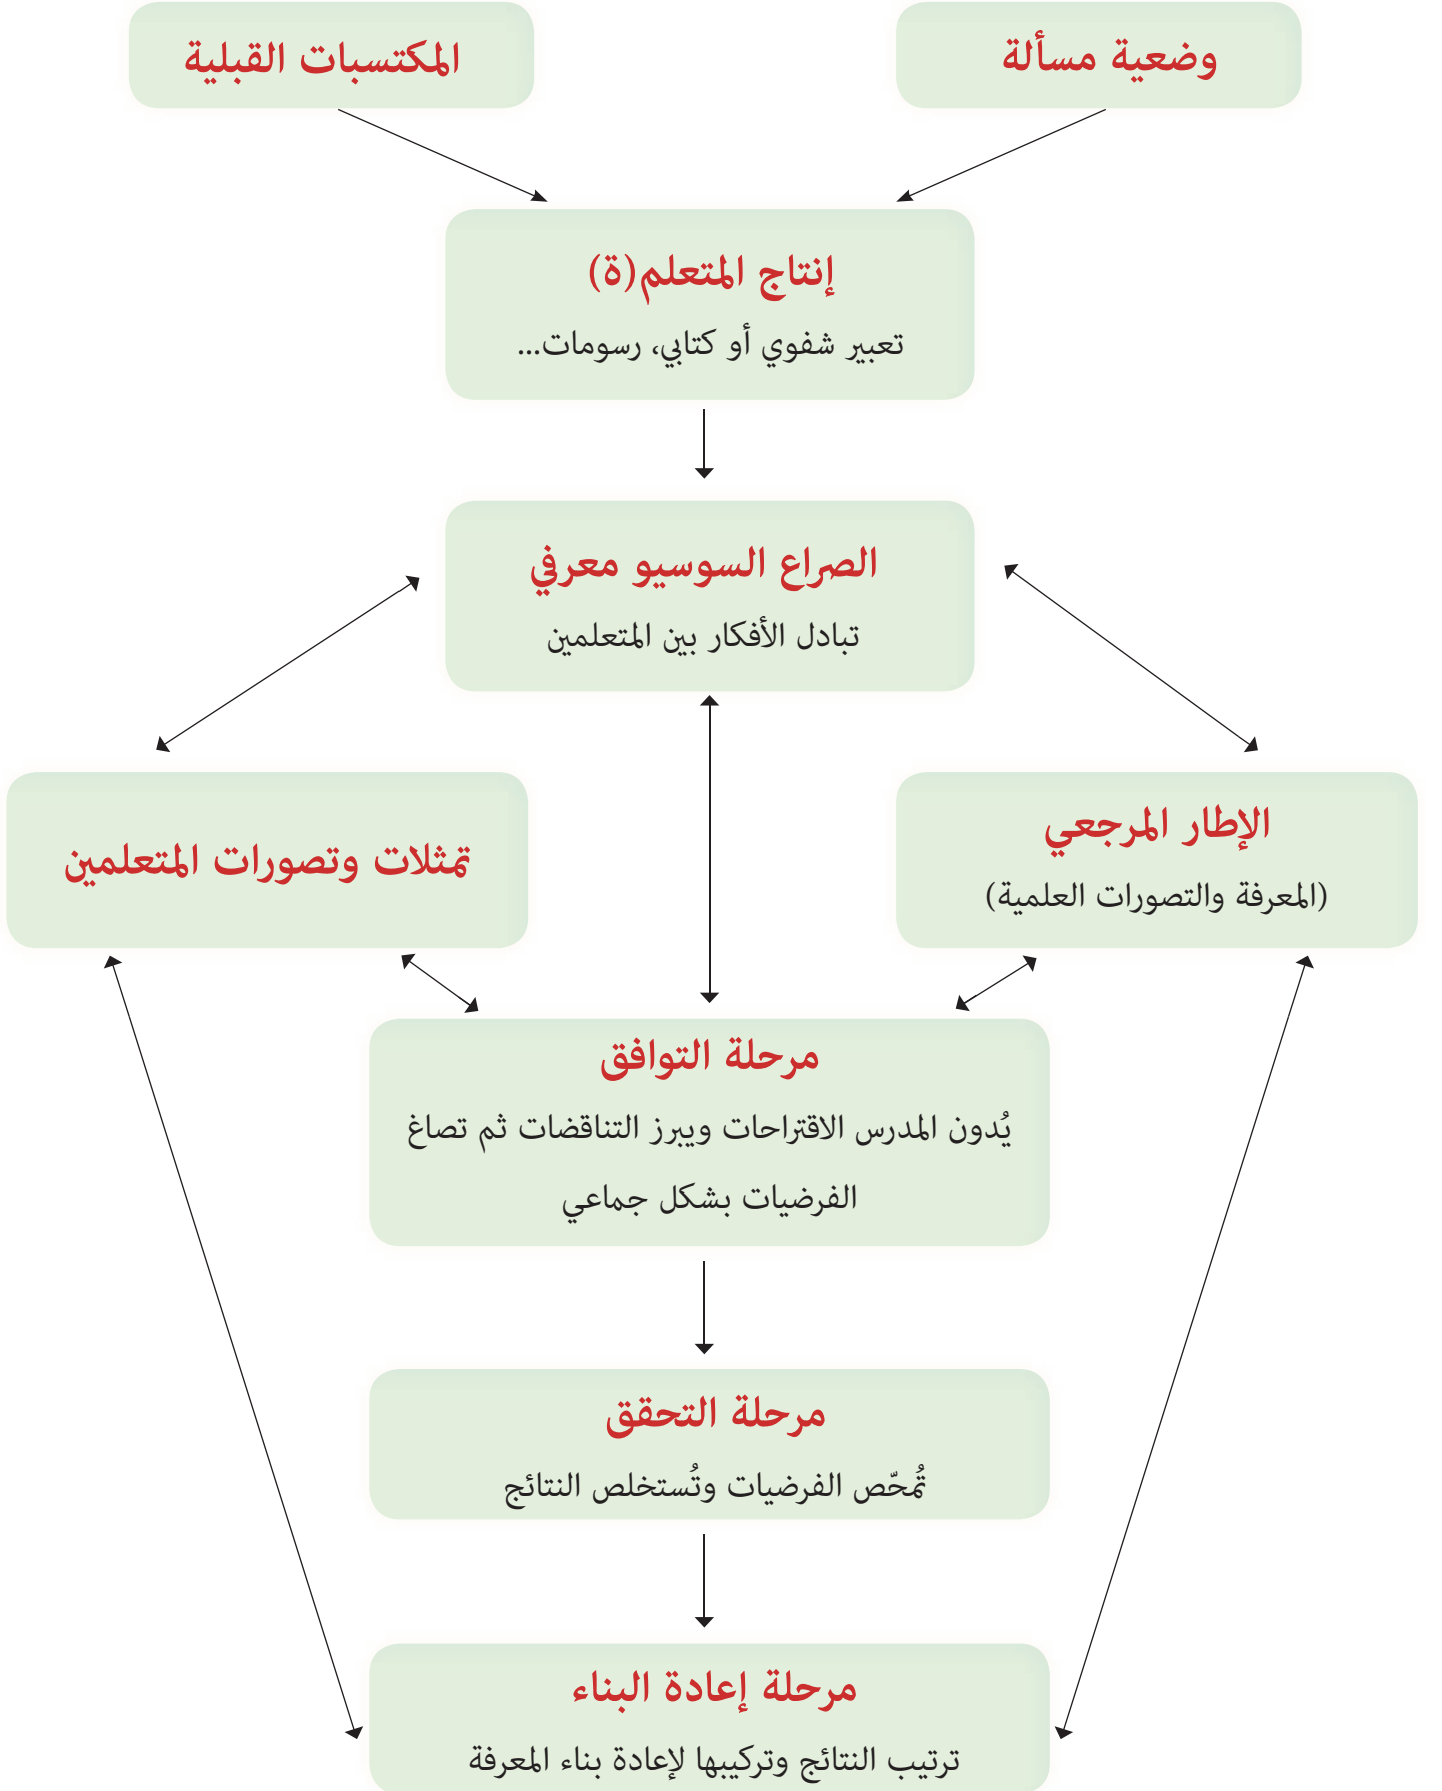 وضعية مسألة
المكتسبات القبلية
إنتاج المتعلم(ة)
تعبير شفوي أو كتابي، رسومات...
الصراع السوسيو معرفي
تبادل الأفكار بين المتعلمين
الإطار المرجعي
(المعرفة والتصورات العلمية)
تمثلات وتصورات المتعلمين
مرحلة التوافق
يُدون المدرس الاقتراحات ويبرز التناقضات ثم تصاغ
الفرضيات بشكل جماعي
مرحلة التحقق
تُمحّص الفرضيات وتُستخلص النتائج
مرحلة إعادة البناء
ترتيب النتائج وتركيبها لإعادة بناء المعرفة